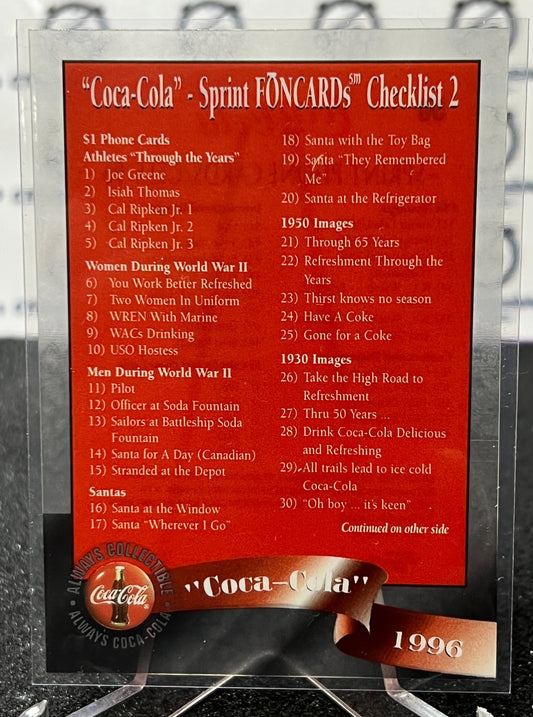 "Coca-Cola" - Sprint FŌNCARDs℠ Checklist 2
$1 Phone Cards
Athletes "Through the Years"
1) Joe Greene
2) Isiah Thomas
3) Cal Ripken Jr. 1
4) Cal Ripken Jr. 2
5) Cal Ripken Jr. 3
Women During World War II
6) You Work Better Refreshed
7) Two Women In Uniform
8) WREN With Marine
9) WACs Drinking
10) USO Hostess
Men During World War II
11) Pilot
12) Officer at Soda Fountain
13) Sailors at Battleship Soda
Fountain
14) Santa for A Day (Canadian)
15) Stranded at the Depot
Santas
16) Santa at the Window
17) Santa "Wherever I Go"
18) Santa with the Toy Bag
19) Santa "They Remembered
Me"
20) Santa at the Refrigerator
1950 Images
21) Through 65 Years
22) Refreshment Through the
Years
23) Thirst knows no season
24) Have A Coke
25) Gone for a Coke
1930 Images
26) Take the High Road to
Refreshment
27) Thru 50 Years ...
28) Drink Coca-Cola Delicious
and Refreshing
29) All trails lead to ice cold
Coca-Cola
30) "Oh boy ... it's keen"
Continued on other side
• ALWAYS COLLECTIBLE •
ALWAYS COCA-COLA
Coca-Cola®
"Coca-Cola"
1996